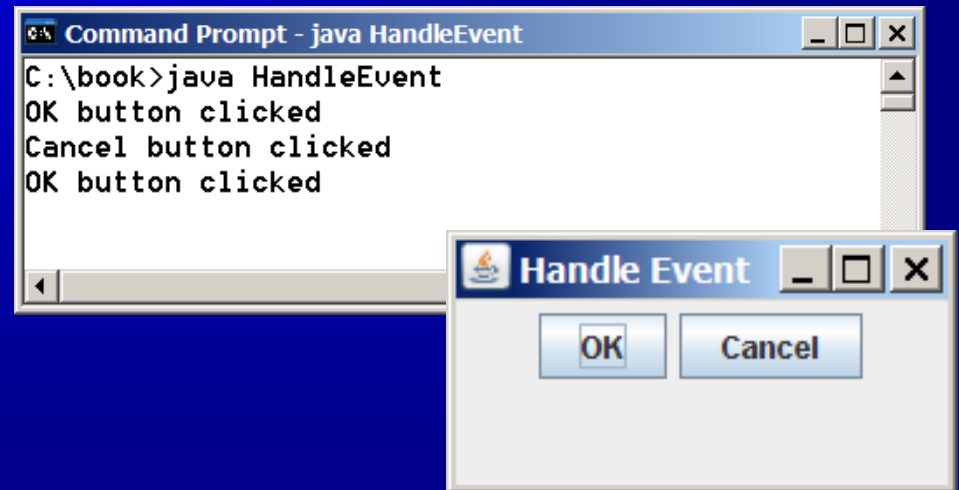 Command Prompt - java HandleEvent
C:\book>java HandleEvent
OK button clicked
Cancel button clicked
OK button clicked
Handle Event
OK Cancel